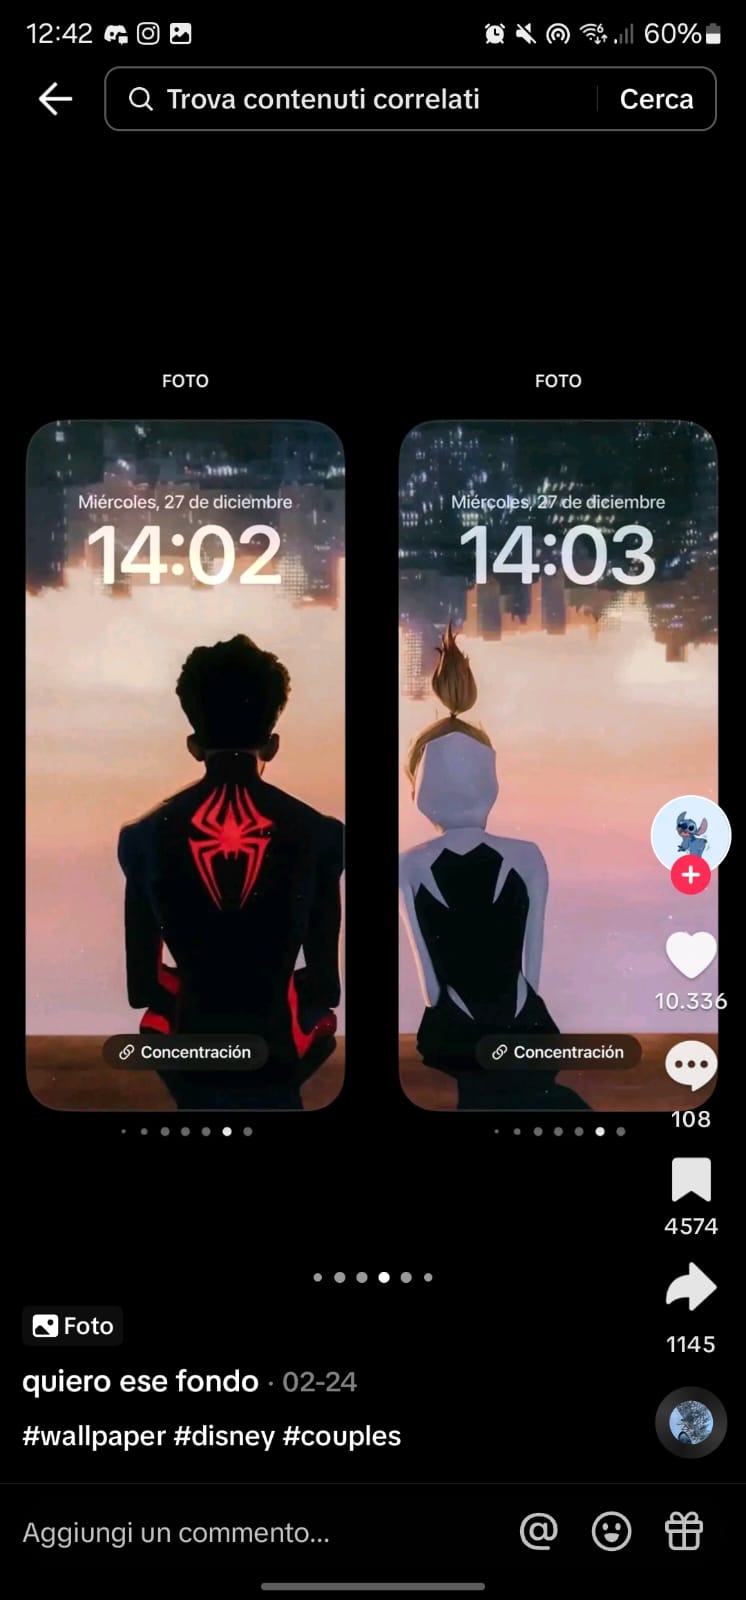 12:42
60%
Trova contenuti correlati
Cerca
FOTO
FOTO
Miércoles, 27 de diciembre
14:02
Miércoles, 27 de diciembre
14:03
Concentración
Concentración
10.336
108
4574
1145
Foto
quiero ese fondo · 02-24
#wallpaper #disney #couples
Aggiungi un commento...